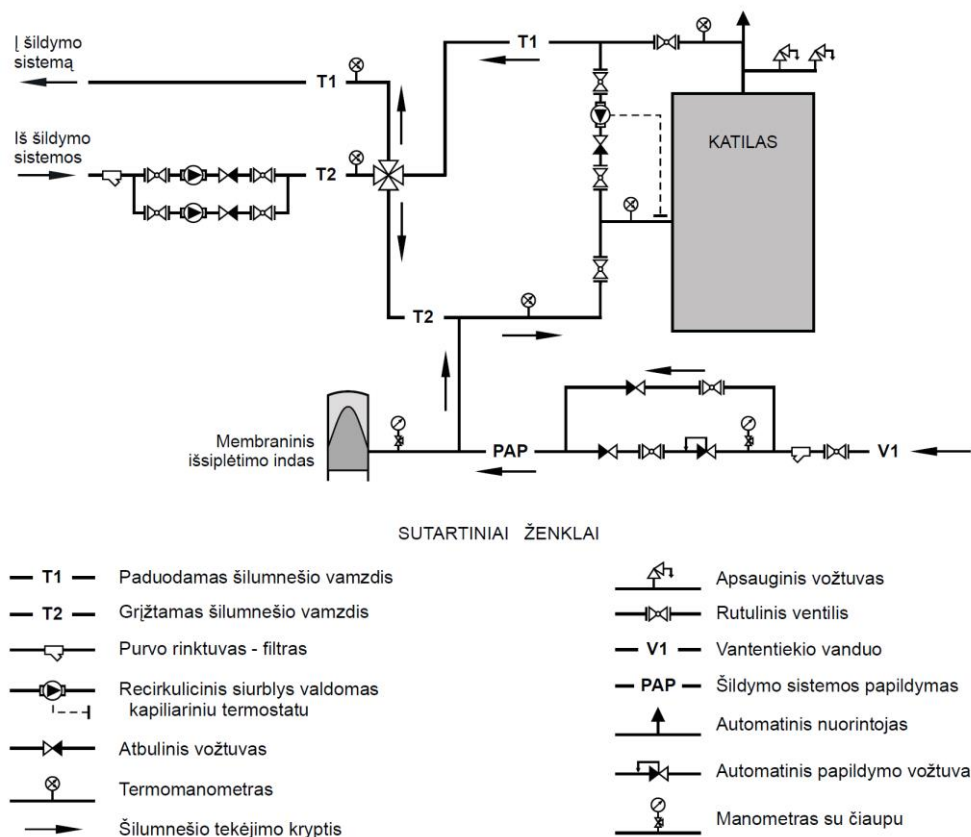 Į šildymo
sistemą
T1
T1
KATILAS
Iš šildymo
sistemos
T2
T2
Membraninis
išsiplėtimo indas
PAP
V1
SUTARTINIAI ŽENKLAI
T1 Paduodamas šilumnešio vamzdis
T2 Grįžtamas šilumnešio vamzdis
Purvo rinktuvas - filtras
Recirkulicinis siurblys valdomas
kapiliariniu termostatu
Atbulinis vožtuvas
Termomanometras
Šilumnešio tekėjimo kryptis
Apsauginis vožtuvas
Rutulinis ventilis
V1 Vantentiekio vanduo
PAP Šildymo sistemos papildymas
Automatinis nuorintojas
Automatinis papildymo vožtuva
Manometras su čiaupu